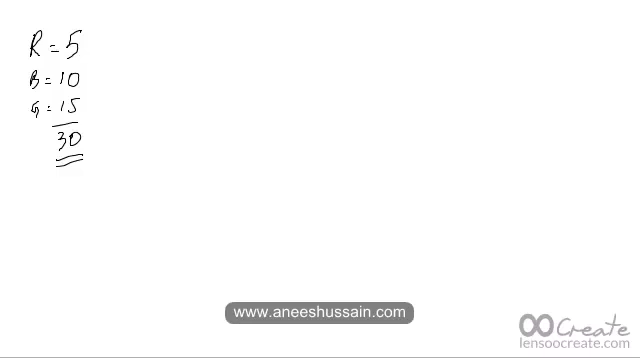 R = 5
B = 10
G = 15
30
www.aneeshussain.com
Create
lensoocreate.com